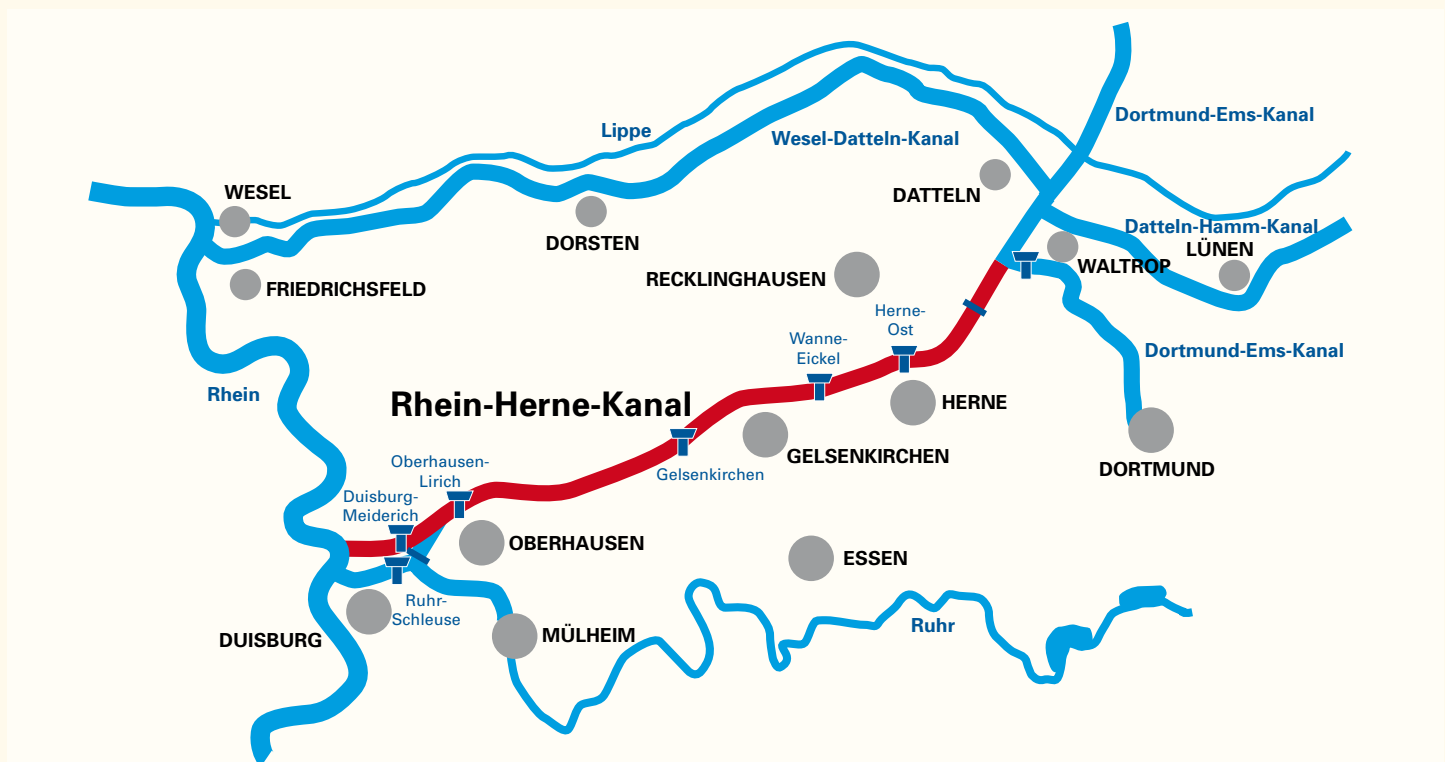 Dortmund-Ems-Kanal
Lippe
Wesel-Datteln-Kanal
WESEL
DATTELN
DORSTEN
Datteln-Hamm-Kanal
LÜNEN
WALTROP
RECKLINGHAUSEN
FRIEDRICHSFELD
Herne-
Ost
Wanne-
Eickel
Dortmund-Ems-Kanal
Rhein
Rhein-Herne-Kanal
HERNE
GELSENKIRCHEN
DORTMUND
Oberhausen-
Lirich
Gelsenkirchen
Duisburg-
Meiderich
OBERHAUSEN
ESSEN
Ruhr-
Schleuse
DUISBURG
MÜLHEIM
Ruhr